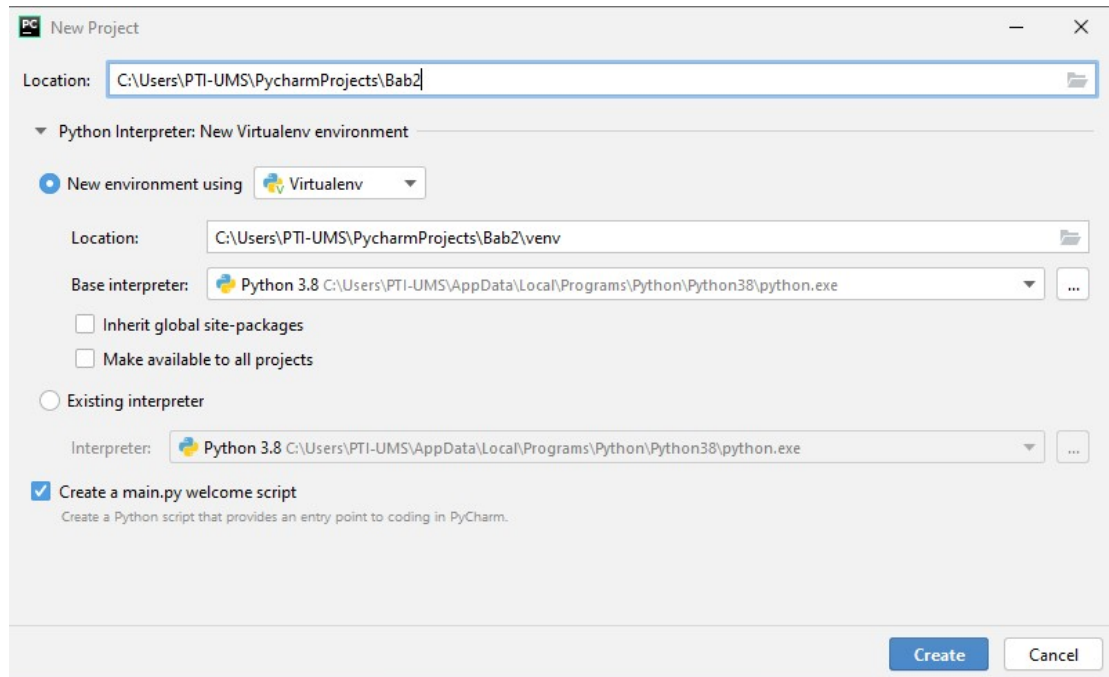 PC New Project
Location: C:\Users\PTI-UMS\PycharmProjects\Bab2
Python Interpreter: New Virtualenv environment
New environment using Virtualenv
Location: C:\Users\PTI-UMS\PycharmProjects\Bab2\venv
Base interpreter: Python 3.8 C:\Users\PTI-UMS\AppData\Local\Programs\Python\Python38\python.exe ...
Inherit global site-packages
Make available to all projects
Existing interpreter
Interpreter: Python 3.8 C:\Users\PTI-UMS\AppData\Local\Programs\Python\Python38\python.exe ...
Create a main.py welcome script
Create a Python script that provides an entry point to coding in PyCharm.
Create Cancel